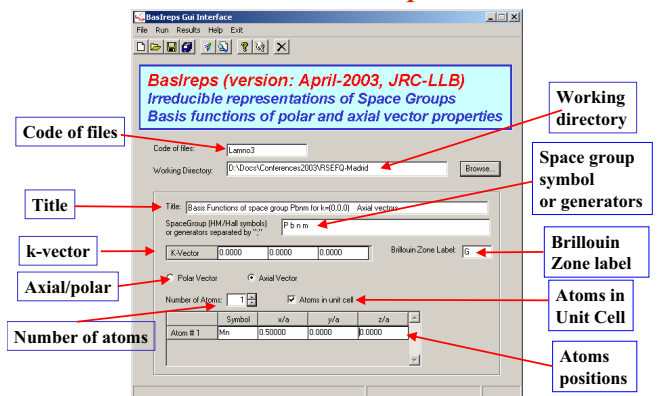 BasIreps Gui Interface
File Run Results Help Exit
BasIreps (version: April-2003, JRC-LLB)
Irreducible representations of Space Groups
Basis functions of polar and axial vector properties
Working
directory
Code of files
Code of files: Lamno3
Working Directory: D:\Docs\Conferences2003\RSEFQ-Madrid Browse...
Space group
symbol
or generators
Title
Title: Basis Functions of space group Pbnm for k=(0,0,0) Axial vectors
SpaceGroup (HM/Hall symbols) P b n m
or generators separated by ";"
k-vector
K-Vector 0.0000 0.0000 0.0000 Brillouin Zone Label: G
Brillouin
Zone label
Axial/polar
Polar Vector Axial Vector
Number of Atoms: 1 Atoms in unit cell
Atoms in
Unit Cell
Number of atoms
Symbol x/a y/a z/a
Atom # 1 Mn 0.50000 0.0000 0.0000
Atoms
positions